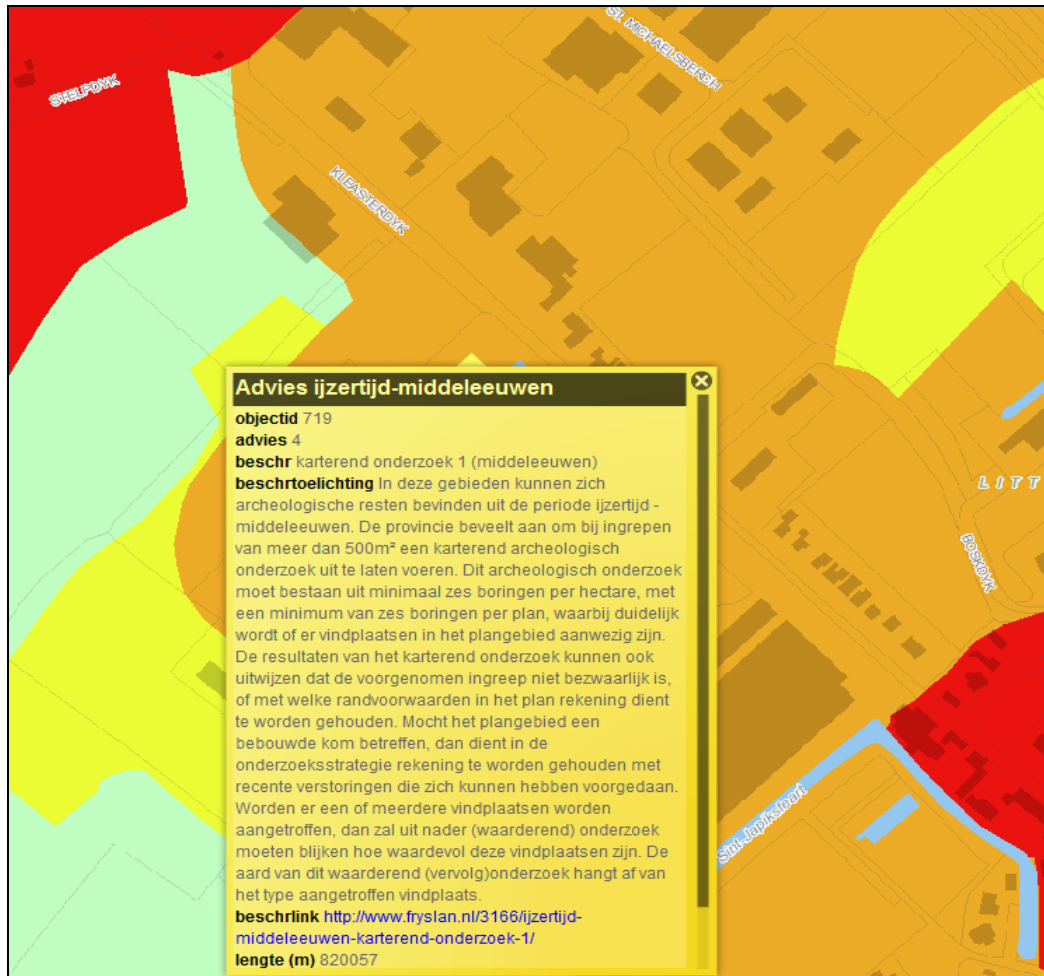 ST. MICHAELSBERCH
STELPDYK
KLEASTERDYK
Advies ijzertijd-middeleeuwen
objectid 719
advies 4
beschr karterend onderzoek 1 (middeleeuwen)
beschrtoelichting In deze gebieden kunnen zich
archeologische resten bevinden uit de periode ijzertijd -
middeleeuwen. De provincie beveelt aan om bij ingrepen
van meer dan 500m² een karterend archeologisch
onderzoek uit te laten voeren. Dit archeologisch onderzoek
moet bestaan uit minimaal zes boringen per hectare, met
een minimum van zes boringen per plan, waarbij duidelijk
wordt of er vindplaatsen in het plangebied aanwezig zijn.
De resultaten van het karterend onderzoek kunnen ook
uitwijzen dat de voorgenomen ingreep niet bezwaarlijk is,
of met welke randvoorwaarden in het plan rekening dient
te worden gehouden. Mocht het plangebied een
bebouwde kom betreffen, dan dient in de
onderzoeksstrategie rekening te worden gehouden met
recente verstoringen die zich kunnen hebben voorgedaan.
Worden er een of meerdere vindplaatsen worden
aangetroffen, dan zal uit nader (waarderend) onderzoek
moeten blijken hoe waardevol deze vindplaatsen zijn. De
aard van dit waarderend (vervolg)onderzoek hangt af van
het type aangetroffen vindplaats.
beschrlink http://www.fryslan.nl/3166/ijzertijd-
middeleeuwen-karterend-onderzoek-1/
lengte (m) 820057
LITT
BOSKDYK
Sint-Japiksfeart